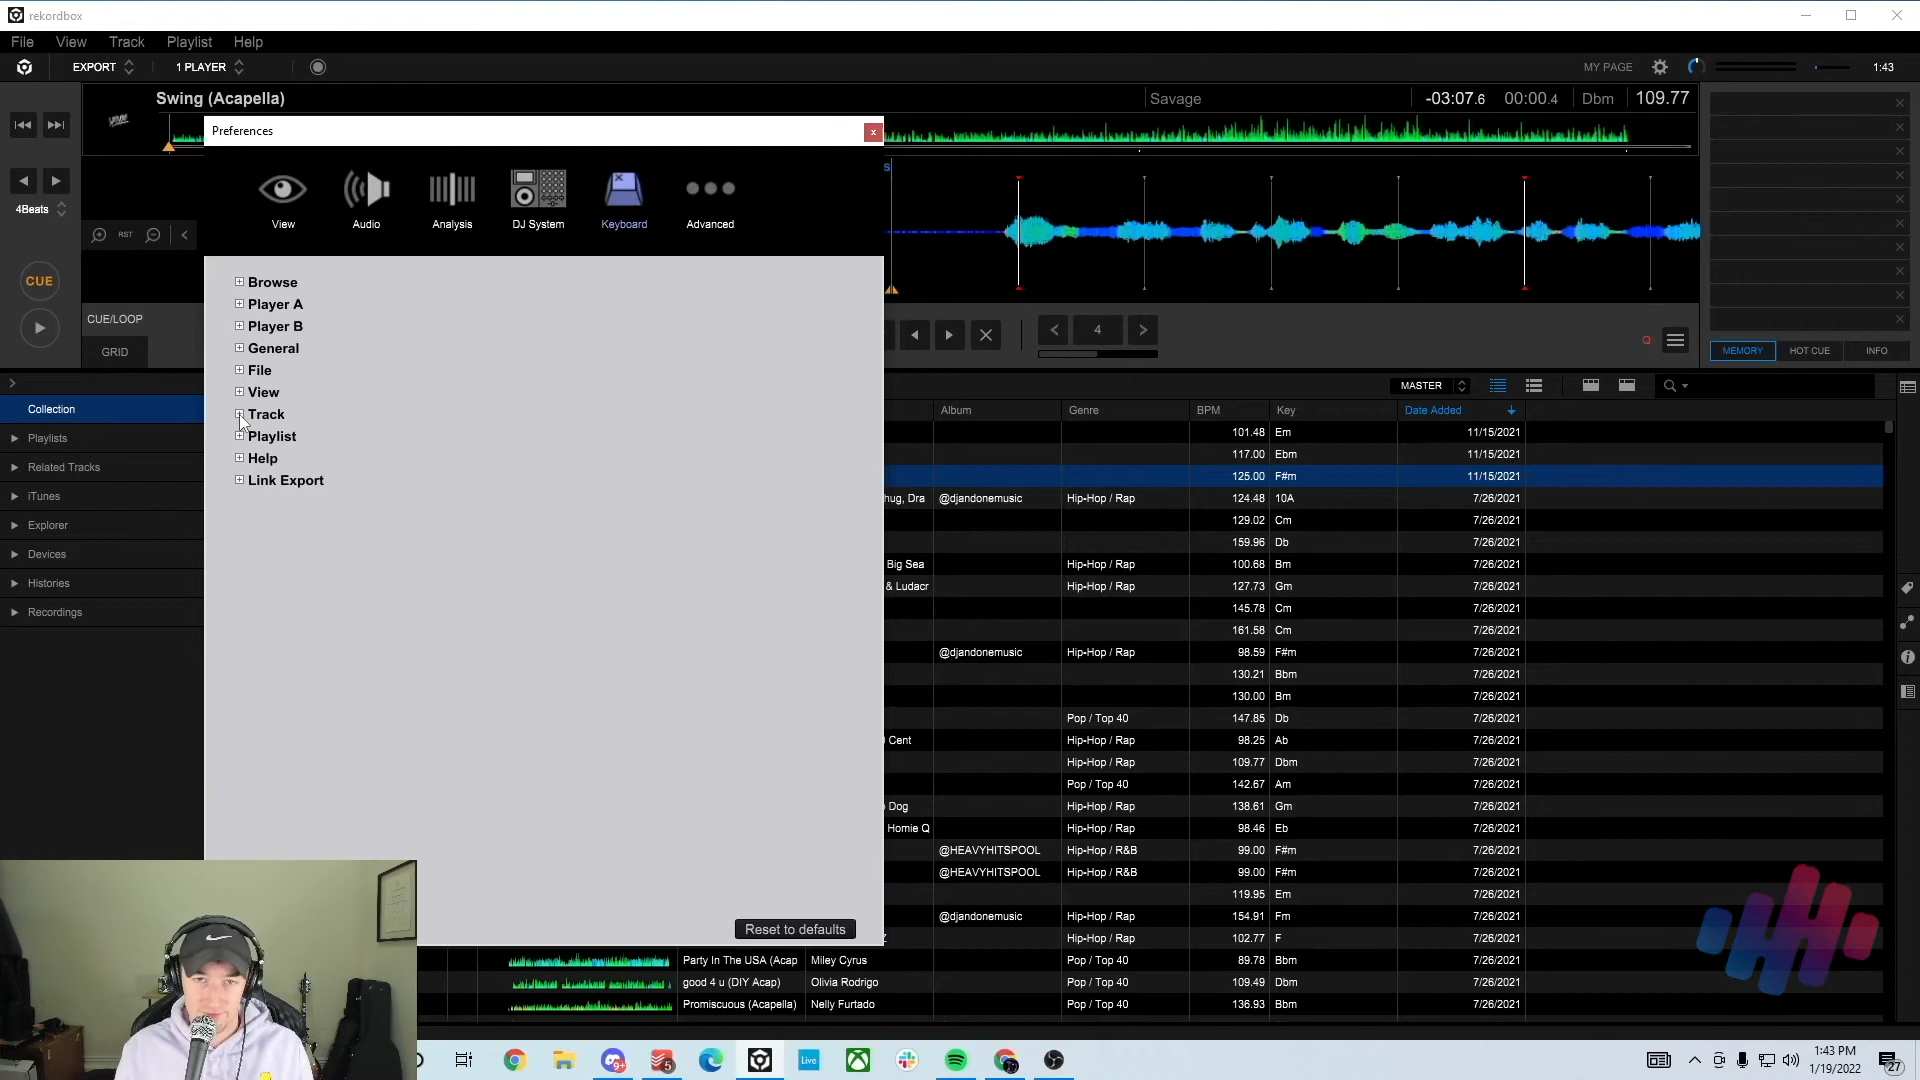 rekordbox
File View Track Playlist Help
EXPORT 1 PLAYER MY PAGE 1:43
Swing (Acapella) Savage -03:07.6 00:00.4 Dbm 109.77
Preferences x
4Beats
View Audio Analysis DJ System Keyboard Advanced
RST
CUE
CUE/LOOP
GRID
4
MEMORY HOT CUE INFO
Browse
Player A
Player B
General
File
View
Track
Playlist
Help
Link Export
Reset to defaults
Collection
Playlists
Related Tracks
iTunes
Explorer
Devices
Histories
Recordings
MASTER
Album Genre BPM Key Date Added
101.48 Em 11/15/2021
117.00 Ebm 11/15/2021
125.00 F#m 11/15/2021
hug, Dra @djandonemusic Hip-Hop / Rap 124.48 10A 7/26/2021
129.02 Cm 7/26/2021
159.96 Db 7/26/2021
Big Sea Hip-Hop / Rap 100.68 Bm 7/26/2021
& Ludacr Hip-Hop / Rap 127.73 Gm 7/26/2021
145.78 Cm 7/26/2021
161.58 Cm 7/26/2021
@djandonemusic Hip-Hop / Rap 98.59 F#m 7/26/2021
130.21 Bbm 7/26/2021
130.00 Bm 7/26/2021
Pop / Top 40 147.85 Db 7/26/2021
Cent Hip-Hop / Rap 98.25 Ab 7/26/2021
Hip-Hop / Rap 109.77 Dbm 7/26/2021
Pop / Top 40 142.67 Am 7/26/2021
Dog Hip-Hop / Rap 138.61 Gm 7/26/2021
Homie Q Hip-Hop / Rap 98.46 Eb 7/26/2021
@HEAVYHITSPOOL Hip-Hop / R&B 99.00 F#m 7/26/2021
@HEAVYHITSPOOL Hip-Hop / R&B 99.00 F#m 7/26/2021
119.95 Em 7/26/2021
@djandonemusic Hip-Hop / Rap 154.91 Fm 7/26/2021
Z Hip-Hop / Rap 102.77 F 7/26/2021
Party In The USA (Acap Miley Cyrus Pop / Top 40 89.78 Bbm 7/26/2021
good 4 u (DIY Acap) Olivia Rodrigo Pop / Top 40 109.49 Dbm 7/26/2021
Promiscuous (Acapella) Nelly Furtado Pop / Top 40 136.93 Bbm 7/26/2021
9+ 5 Live
1:43 PM
1/19/2022
27